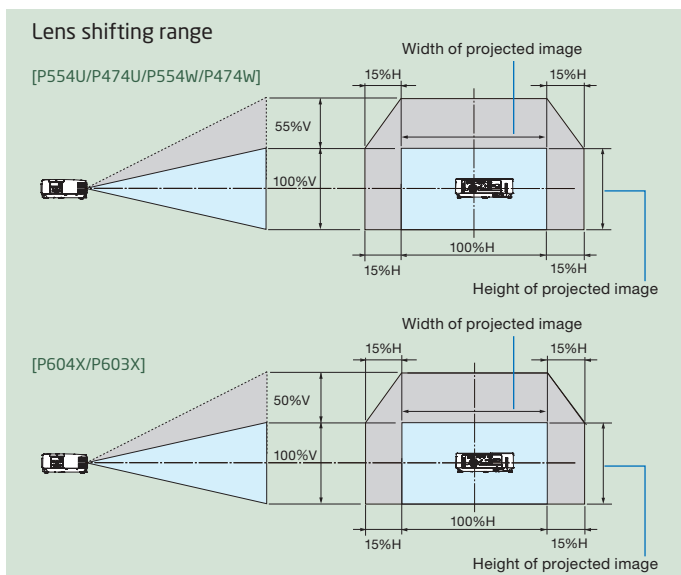 Lens shifting range
Width of projected image
[P554U/P474U/P554W/P474W]
15%H
15%H
55%V
100%V
100%H
15%H
15%H
Height of projected image
Width of projected image
[P604X/P603X]
15%H
15%H
50%V
100%V
100%H
15%H
15%H
Height of projected image